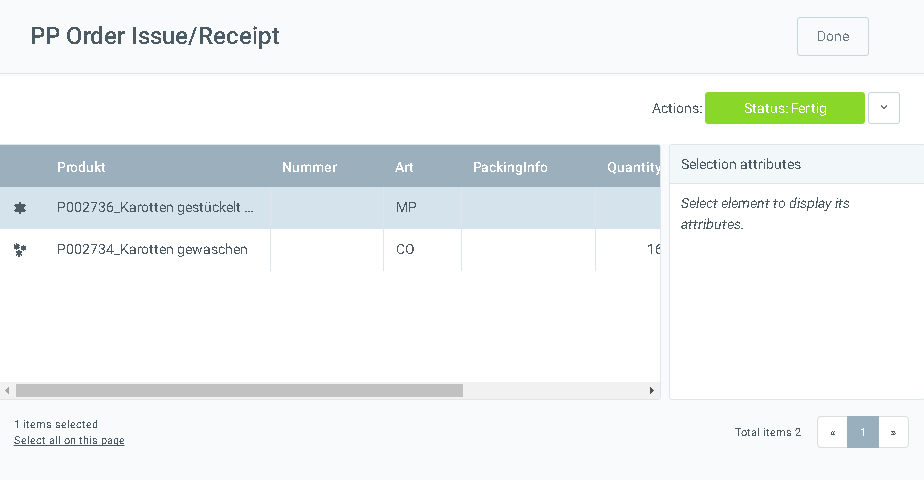 PP Order Issue/Receipt
Done
Actions:
Status: Fertig
Produkt
Nummer
Art
PackingInfo
Quantity
P002736_Karotten gestückelt ...
MP
P002734_Karotten gewaschen
CO
16
Selection attributes
Select element to display its
attributes.
1 items selected
Select all on this page
Total items 2
«
1
»